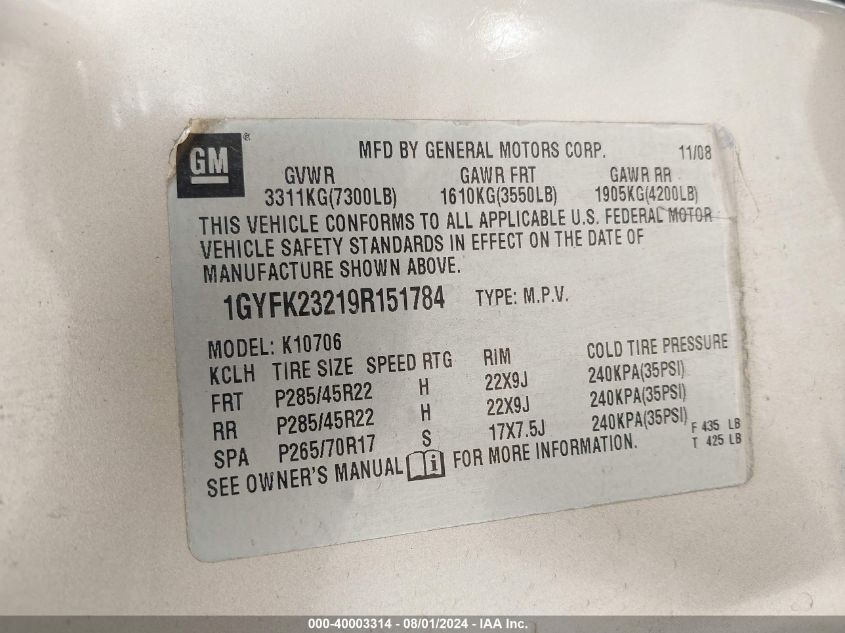 GM ®
MFD BY GENERAL MOTORS CORP. 11/08
GVWR GAWR FRT GAWR RR
3311KG(7300LB) 1610KG(3550LB) 1905KG(4200LB)
THIS VEHICLE CONFORMS TO ALL APPLICABLE U.S. FEDERAL MOTOR
VEHICLE SAFETY STANDARDS IN EFFECT ON THE DATE OF
MANUFACTURE SHOWN ABOVE.
1GYFK23219R151784 TYPE: M.P.V.
MODEL: K10706
KCLH TIRE SIZE SPEED RTG RIM COLD TIRE PRESSURE
FRT P285/45R22 H 22X9J 240KPA(35PSI)
RR P285/45R22 H 22X9J 240KPA(35PSI)
SPA P265/70R17 S 17X7.5J 240KPA(35PSI)
F 435 LB
T 425 LB
SEE OWNER'S MANUAL i FOR MORE INFORMATION.
000-40003314 - 08/01/2024 - IAA Inc.